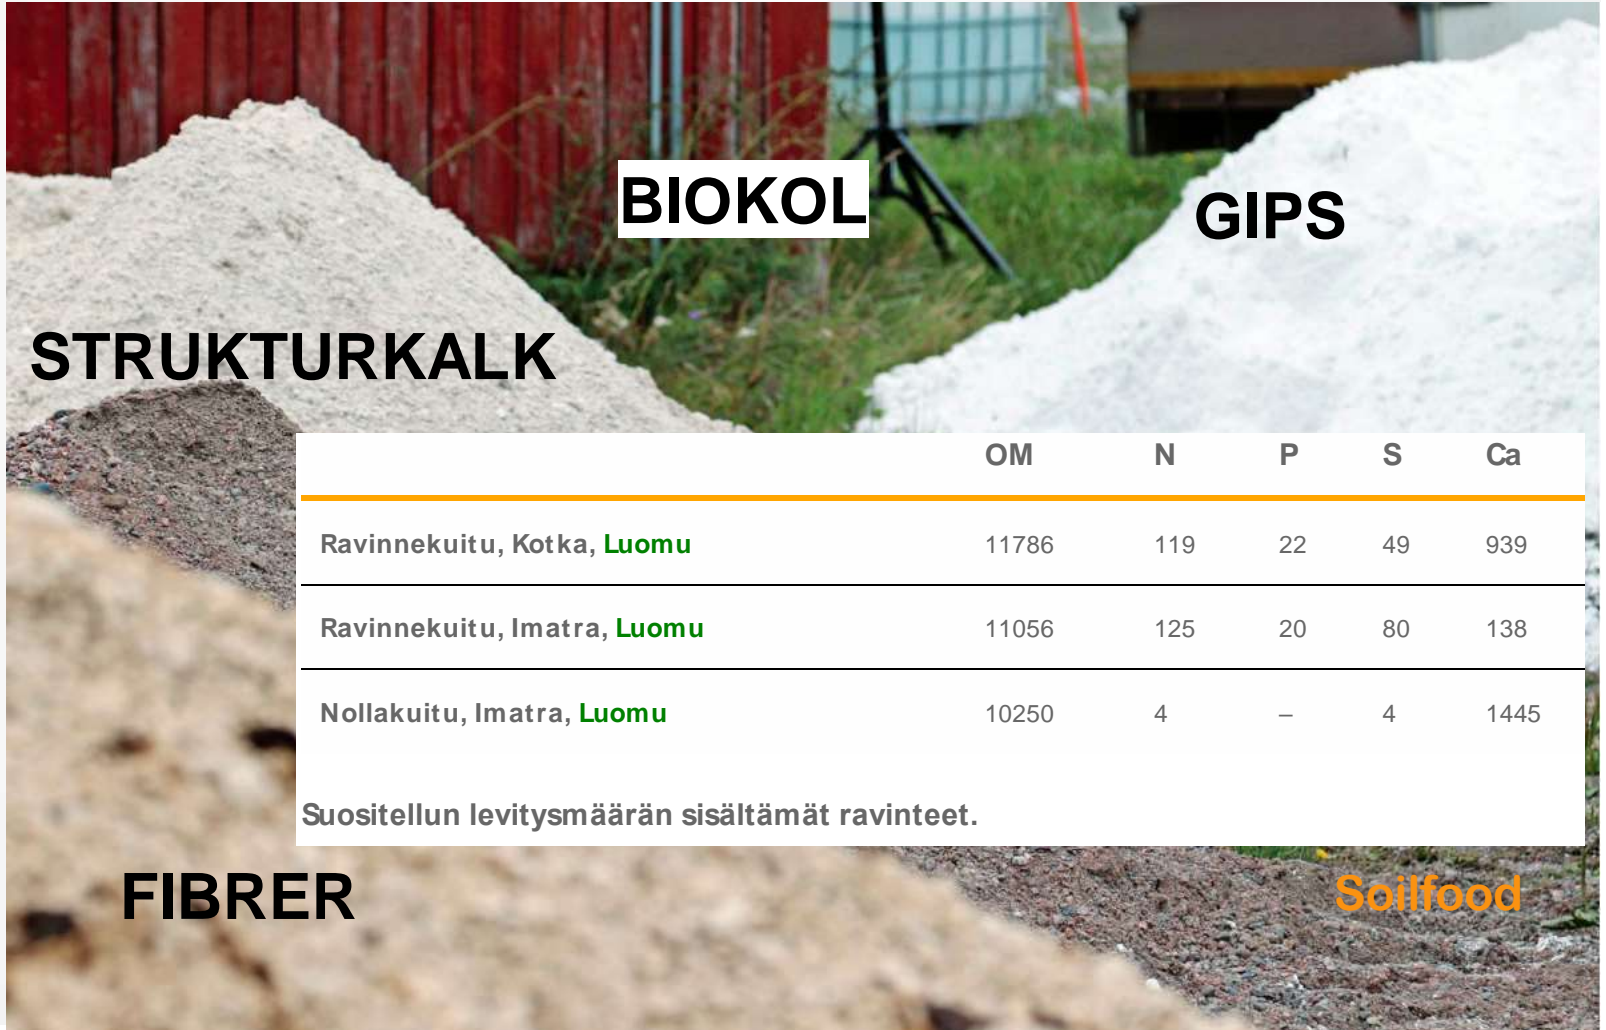 BIOKOL
GIPS
STRUKTURKALK
OM N P S Ca
Ravinnekuitu, Kotka, Luomu 11786 119 22 49 939
Ravinnekuitu, Imatra, Luomu 11056 125 20 80 138
Nollakuitu, Imatra, Luomu 10250 4 – 4 1445
Suositellun levitysmäärän sisältämät ravinteet.
FIBRER
Soilfood